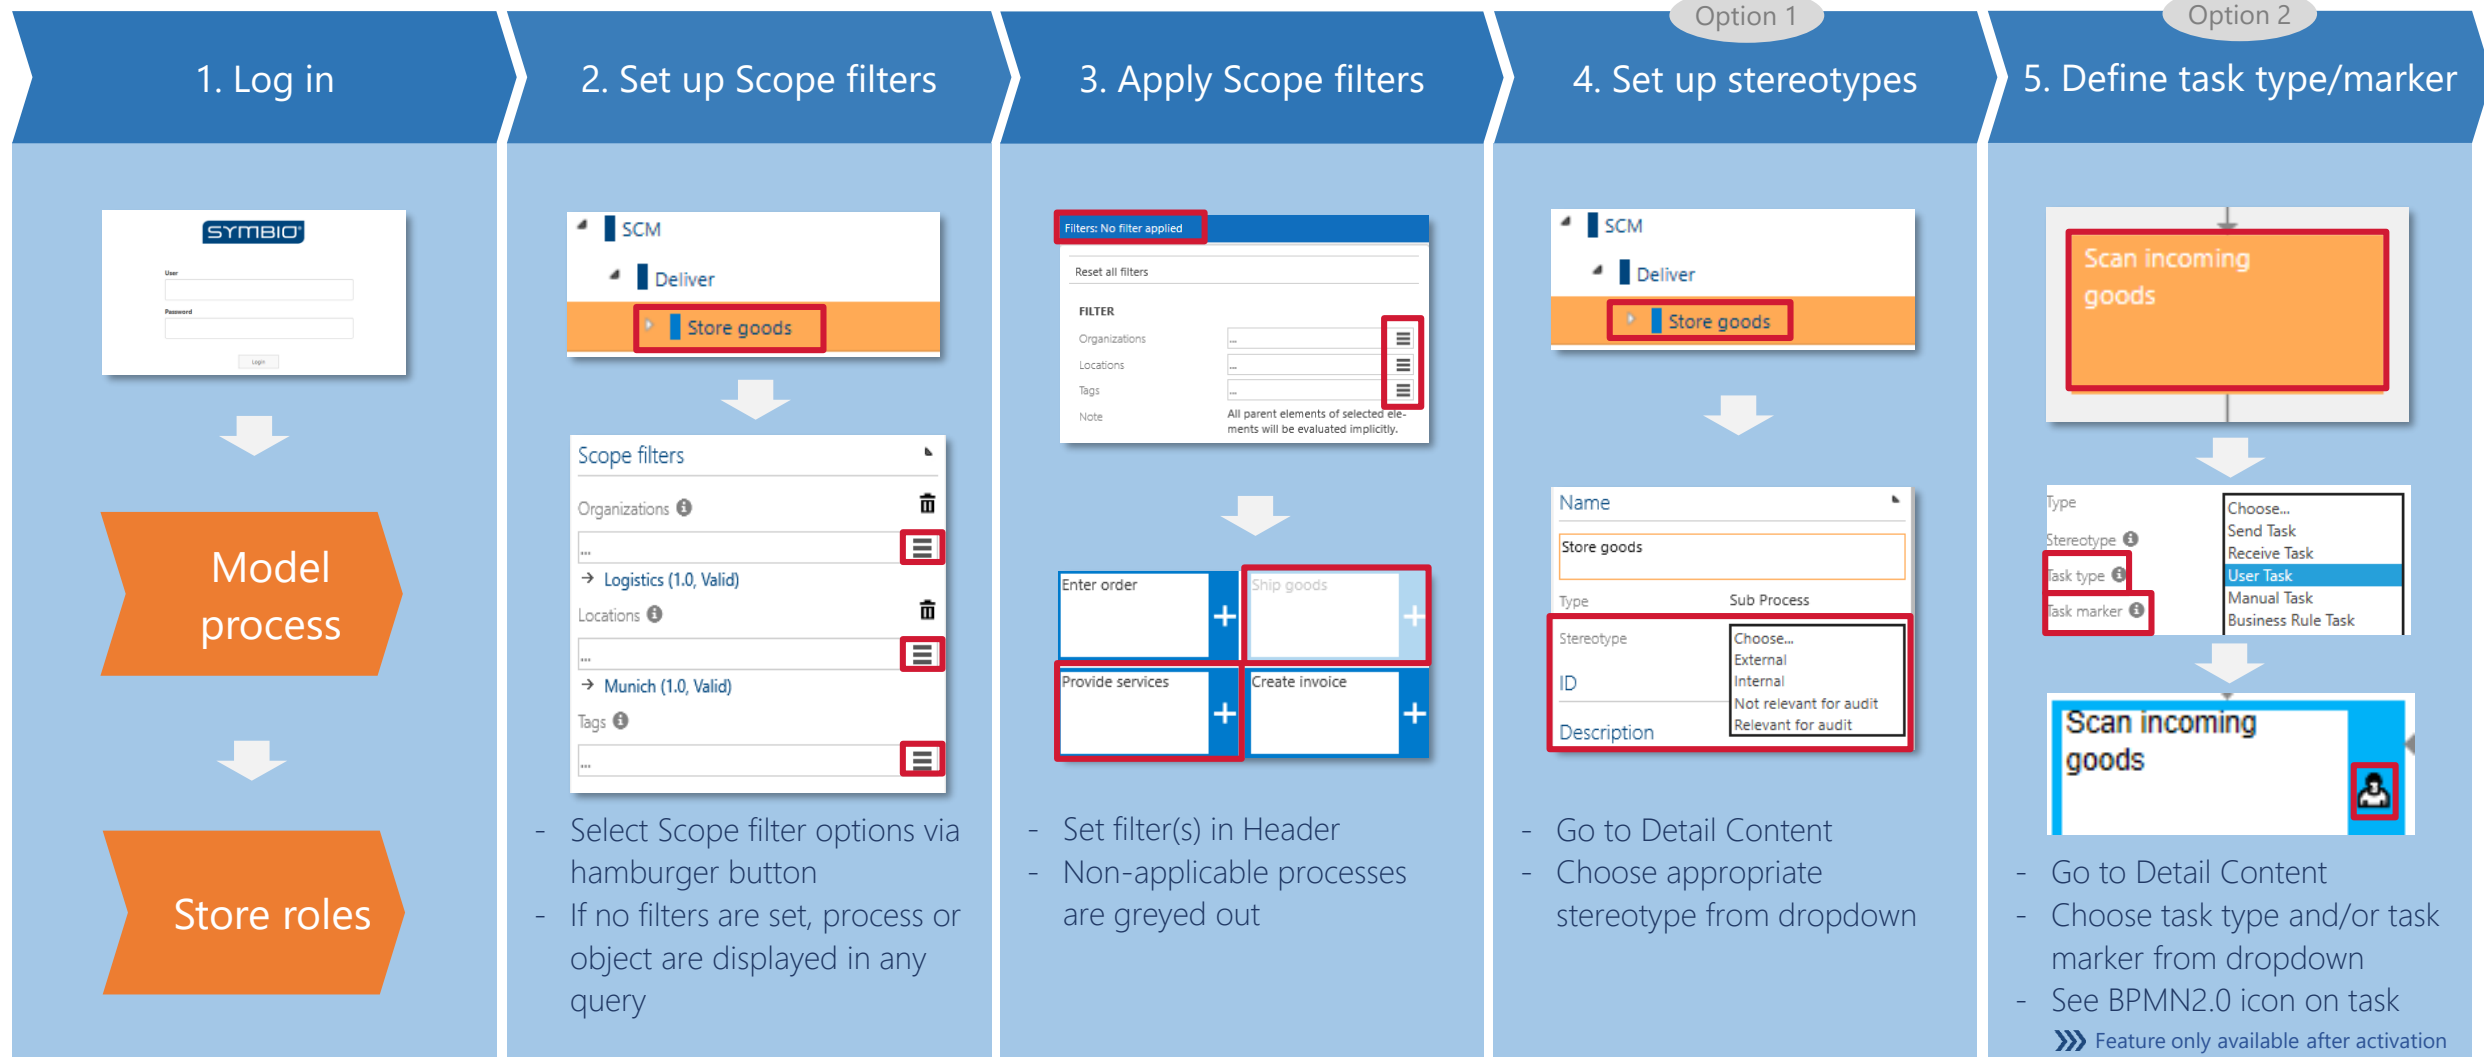 1. Log in
SYMBIO
User
Password
Login
Model
process
Store roles
2. Set up Scope filters
SCM
Deliver
Store goods
Scope filters
Organizations
...
→ Logistics (1.0, Valid)
Locations
...
→ Munich (1.0, Valid)
Tags
...
- Select Scope filter options via
hamburger button
- If no filters are set, process or
object are displayed in any
query
3. Apply Scope filters
Filters: No filter applied
Reset all filters
FILTER
Organizations ...
Locations ...
Tags ...
Note All parent elements of selected ele-
ments will be evaluated implicitly.
Enter order
Ship goods
Provide services
Create invoice
- Set filter(s) in Header
- Non-applicable processes
are greyed out
Option 1
4. Set up stereotypes
SCM
Deliver
Store goods
Name
Store goods
Type Sub Process
Stereotype
Choose...
External
Internal
Not relevant for audit
Relevant for audit
ID
Description
- Go to Detail Content
- Choose appropriate
stereotype from dropdown
Option 2
5. Define task type/marker
Scan incoming
goods
Type
Stereotype
Task type
Task marker
Choose...
Send Task
Receive Task
User Task
Manual Task
Business Rule Task
Scan incoming
goods
- Go to Detail Content
- Choose task type and/or task
marker from dropdown
- See BPMN2.0 icon on task
Feature only available after activation